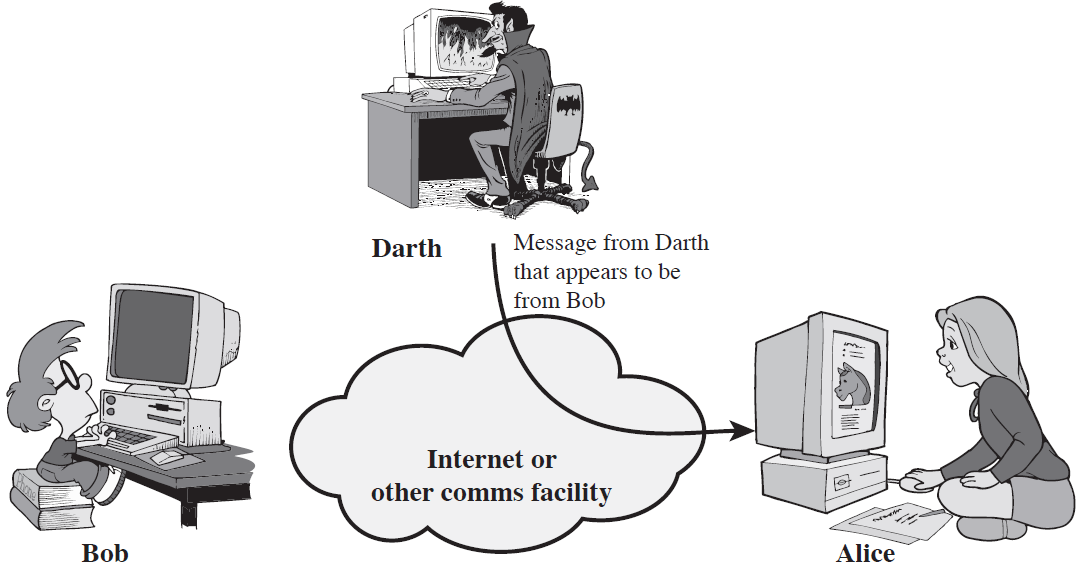 Darth
Message from Darth
that appears to be
from Bob
Internet or
other comms facility
Bob
Alice